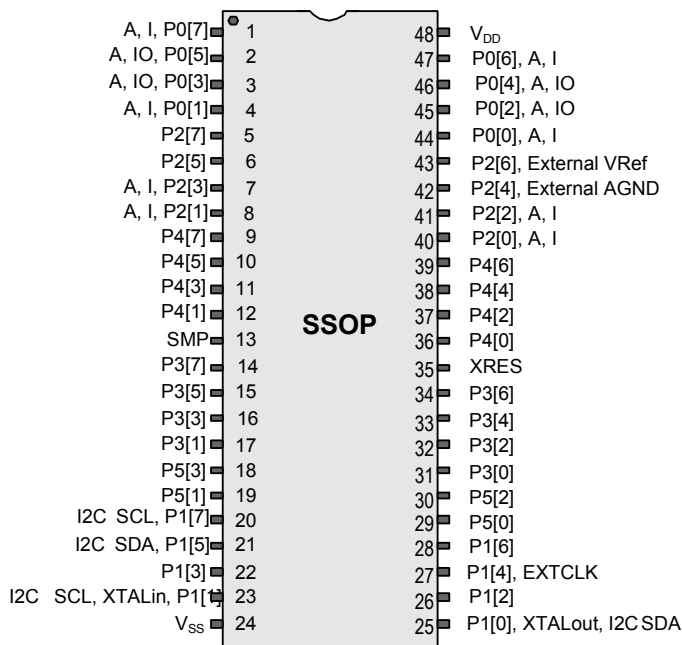 A, I, P0[7] 1 48 VDD
A, IO, P0[5] 2 47 P0[6], A, I
A, IO, P0[3] 3 46 P0[4], A, IO
A, I, P0[1] 4 45 P0[2], A, IO
P2[7] 5 44 P0[0], A, I
P2[5] 6 43 P2[6], External VRef
A, I, P2[3] 7 42 P2[4], External AGND
A, I, P2[1] 8 41 P2[2], A, I
P4[7] 9 40 P2[0], A, I
P4[5] 10 39 P4[6]
P4[3] 11 38 P4[4]
P4[1] 12 37 P4[2]
SSOP
SMP 13 36 P4[0]
P3[7] 14 35 XRES
P3[5] 15 34 P3[6]
P3[3] 16 33 P3[4]
P3[1] 17 32 P3[2]
P5[3] 18 31 P3[0]
P5[1] 19 30 P5[2]
I2C SCL, P1[7] 20 29 P5[0]
I2C SDA, P1[5] 21 28 P1[6]
P1[3] 22 27 P1[4], EXTCLK
I2C SCL, XTALin, P1[1] 23 26 P1[2]
VSS 24 25 P1[0], XTALout, I2C SDA